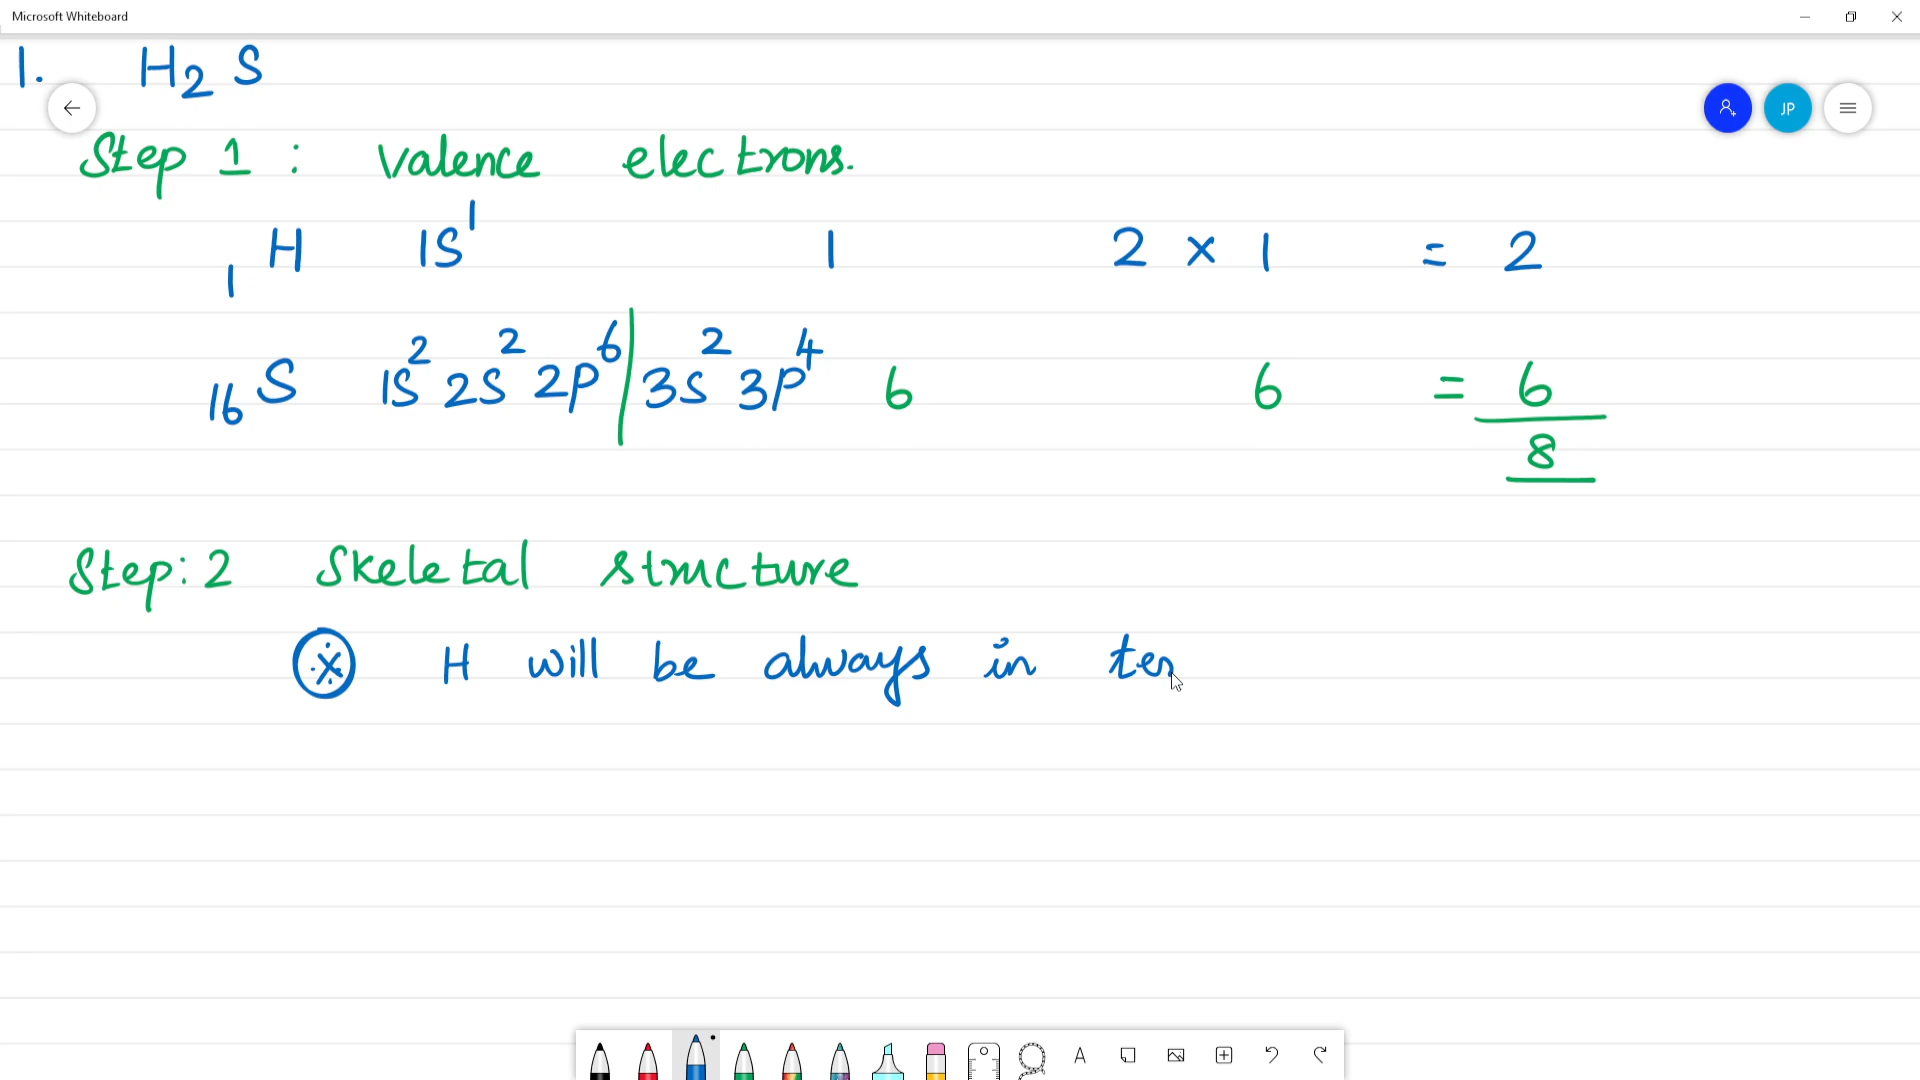 Microsoft Whiteboard
1. H₂ S
JP
Step 1 : Valence electrons.
₁H 1S¹ 1 2 × 1 = 2
₁₆S 1S² 2S² 2P⁶ | 3S² 3P⁴ 6 6 = 6
8
Step: 2 Skeletal structure
※ H will be always in ter
A